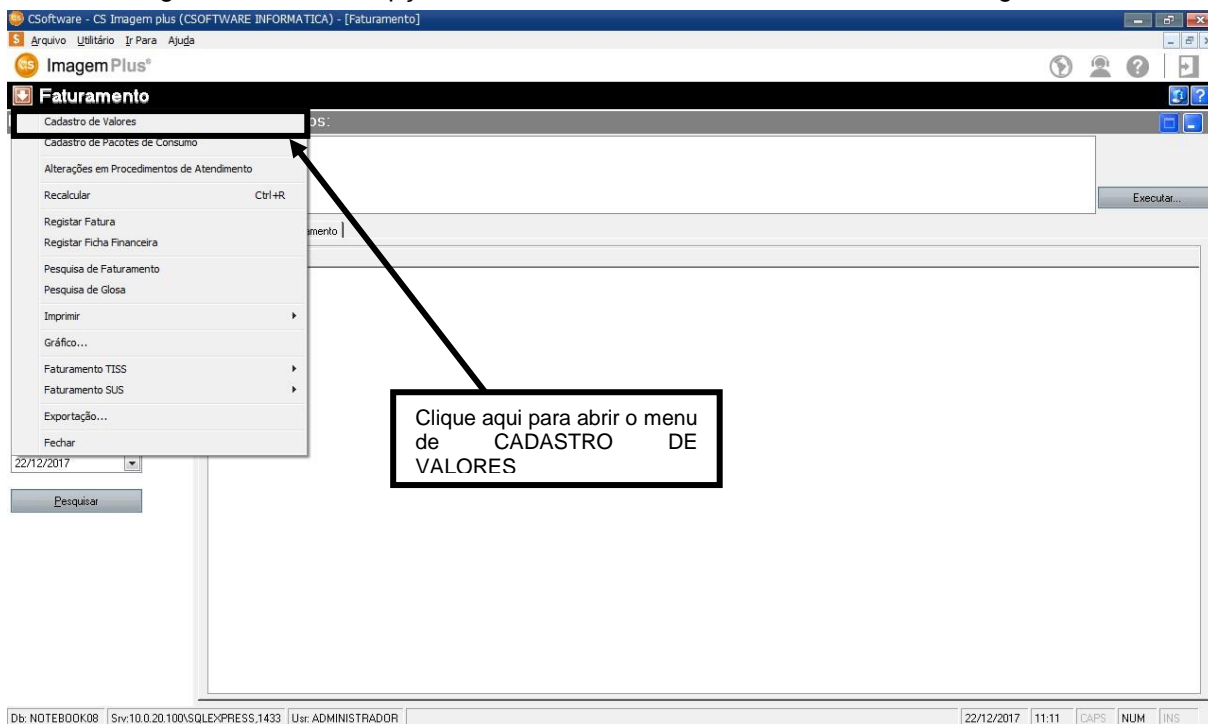 CSoftware - CS Imagem plus (CSOFTWARE INFORMATICA) - [Faturamento]
Arquivo Utilitário Ir Para Ajuda
CS ImagemPlus®
Faturamento
Cadastro de Valores
os:
Cadastro de Pacotes de Consumo
Alterações em Procedimentos de Atendimento
Recalcular Ctrl+R
Executar...
Registar Fatura
amento
Registar Ficha Financeira
Pesquisa de Faturamento
Pesquisa de Glosa
Imprimir
Gráfico...
Faturamento TISS
Faturamento SUS
Exportação...
Fechar
Clique aqui para abrir o menu
de CADASTRO DE
VALORES
22/12/2017
Pesquisar
Db: NOTEBOOK08 Srv:10.0.20.100\SQLEXPRESS,1433 Usr: ADMINISTRADOR 22/12/2017 11:11 CAPS NUM INS